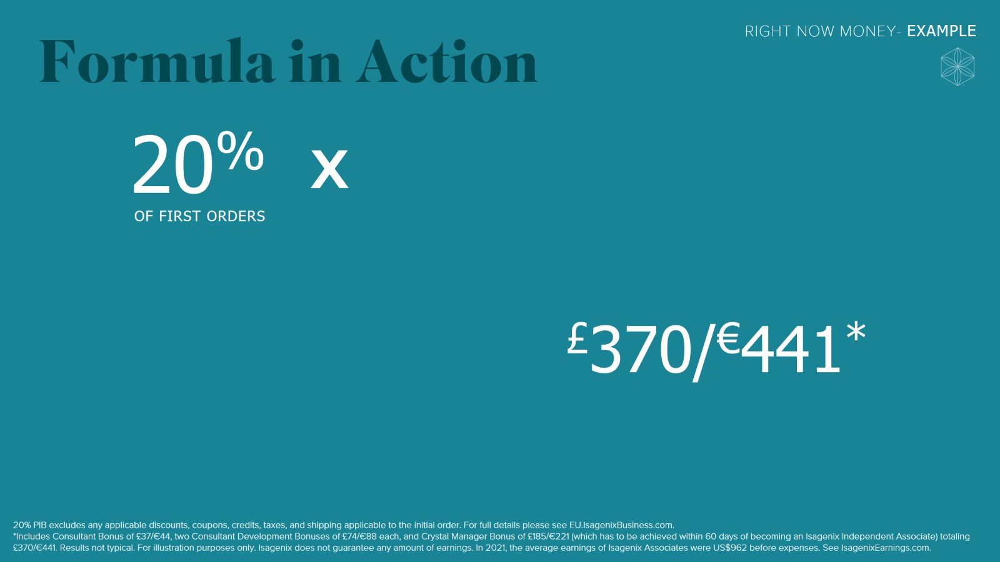 RIGHT NOW MONEY- EXAMPLE
Formula in Action
20% x
OF FIRST ORDERS
£370/€441*
20% PIB excludes any applicable discounts, coupons, credits, taxes, and shipping applicable to the initial order. For full details please see EU.IsagenixBusiness.com.
*Includes Consultant Bonus of £37/€44, two Consultant Development Bonuses of £74/€88 each, and Crystal Manager Bonus of £185/€221 (which has to be achieved within 60 days of becoming an Isagenix Independent Associate) totaling
£370/€441. Results not typical. For illustration purposes only. Isagenix does not guarantee any amount of earnings. In 2021, the average earnings of Isagenix Associates were US$962 before expenses. See IsagenixEarnings.com.